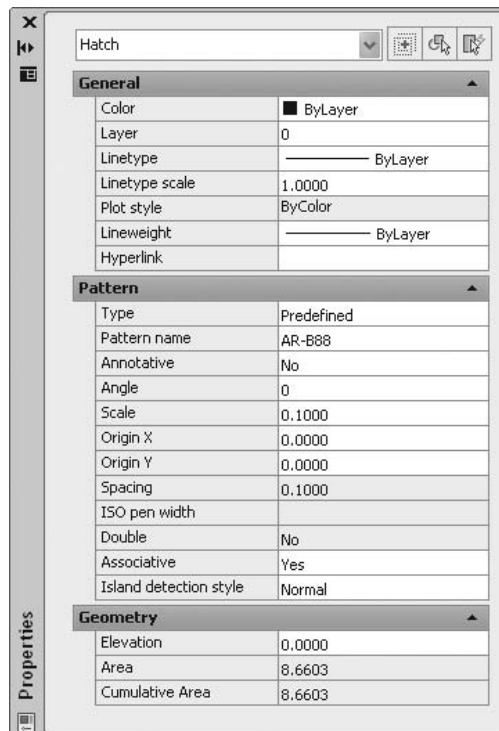 Hatch
General
Color ByLayer
Layer 0
Linetype ByLayer
Linetype scale 1.0000
Plot style ByColor
Lineweight ByLayer
Hyperlink
Pattern
Type Predefined
Pattern name AR-B88
Annotative No
Angle 0
Scale 0.1000
Origin X 0.0000
Origin Y 0.0000
Spacing 0.1000
ISO pen width
Double No
Associative Yes
Island detection style Normal
Geometry
Elevation 0.0000
Area 8.6603
Cumulative Area 8.6603
Properties